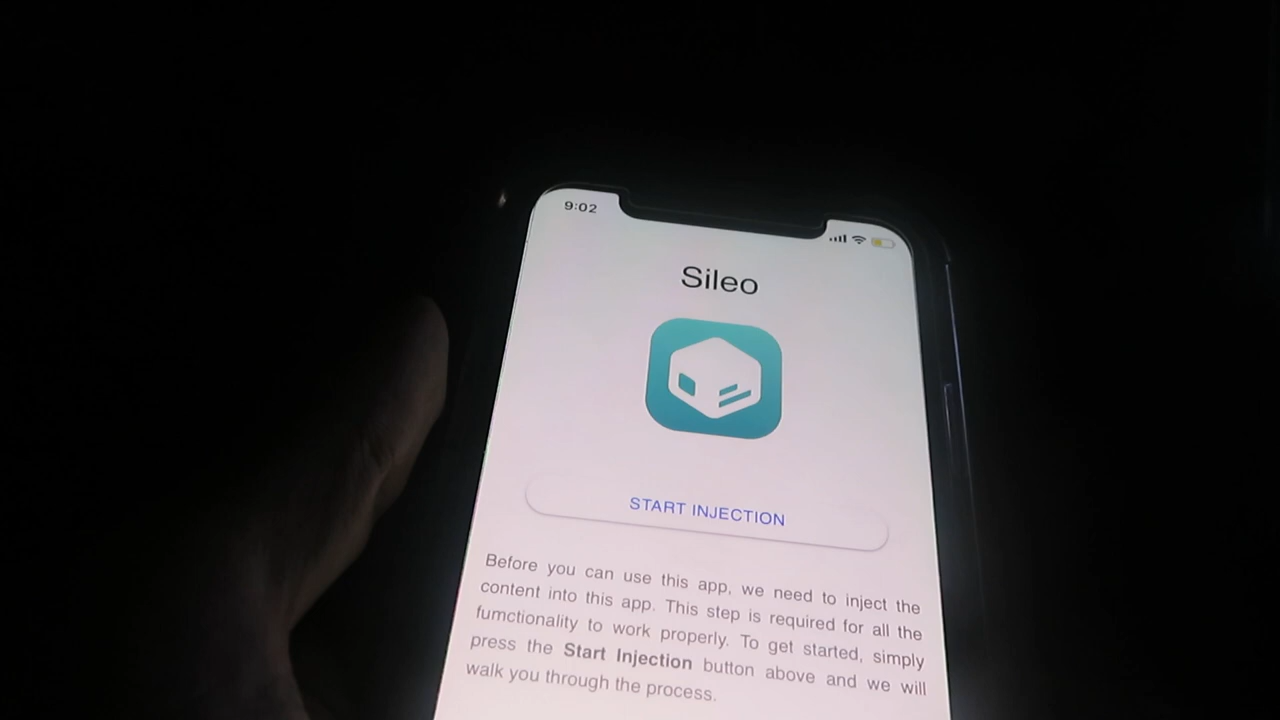 9:02
Sileo
START INJECTION
Before you can use this app, we need to inject the
content into this app. This step is required for all the
fumctionality to work properly. To get started, simply
press the Start Injection button above and we will
walk you through the process.